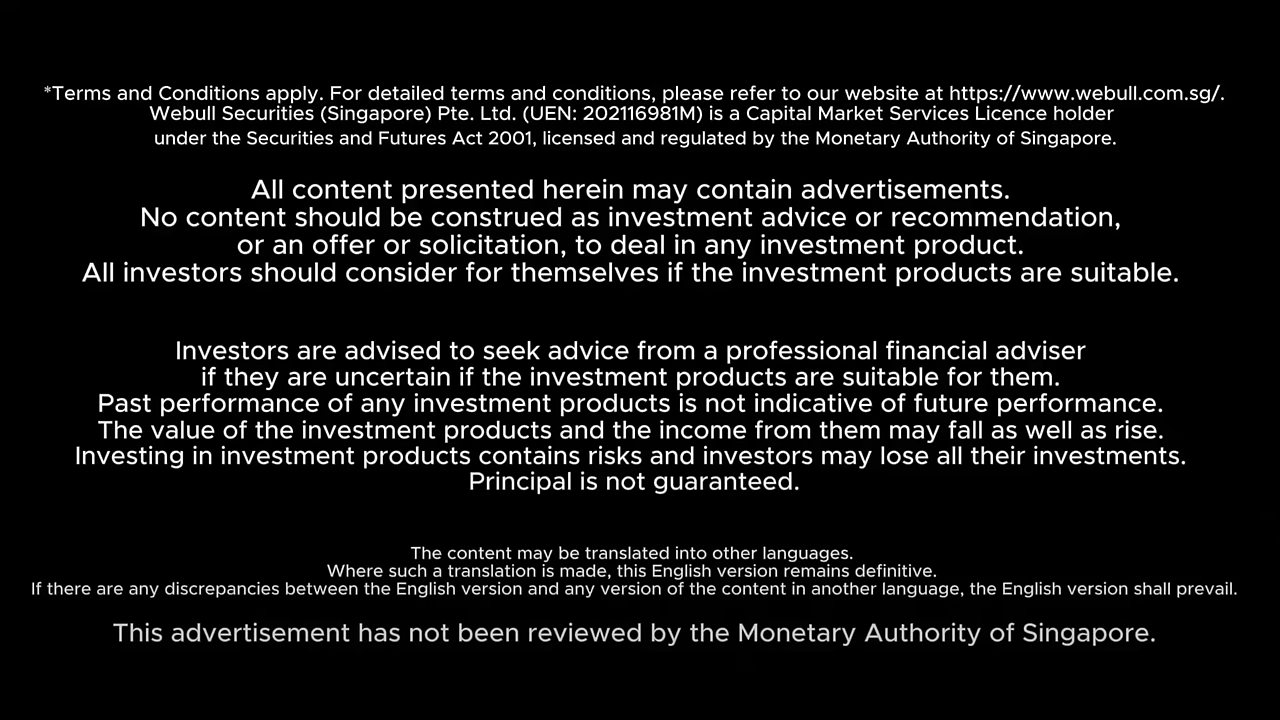 *Terms and Conditions apply. For detailed terms and conditions, please refer to our website at https://www.webull.com.sg/.
Webull Securities (Singapore) Pte. Ltd. (UEN: 202116981M) is a Capital Market Services Licence holder
under the Securities and Futures Act 2001, licensed and regulated by the Monetary Authority of Singapore.
All content presented herein may contain advertisements.
No content should be construed as investment advice or recommendation,
or an offer or solicitation, to deal in any investment product.
All investors should consider for themselves if the investment products are suitable.
Investors are advised to seek advice from a professional financial adviser
if they are uncertain if the investment products are suitable for them.
Past performance of any investment products is not indicative of future performance.
The value of the investment products and the income from them may fall as well as rise.
Investing in investment products contains risks and investors may lose all their investments.
Principal is not guaranteed.
The content may be translated into other languages.
Where such a translation is made, this English version remains definitive.
If there are any discrepancies between the English version and any version of the content in another language, the English version shall prevail.
This advertisement has not been reviewed by the Monetary Authority of Singapore.